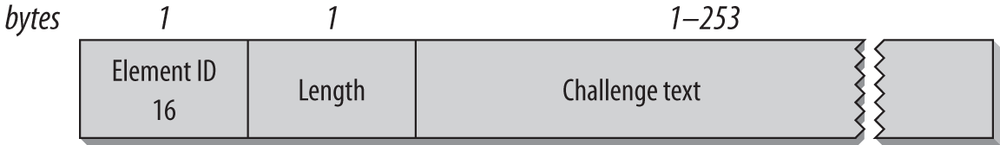 bytes 1 1 1–253
Element ID
16
Length
Challenge text